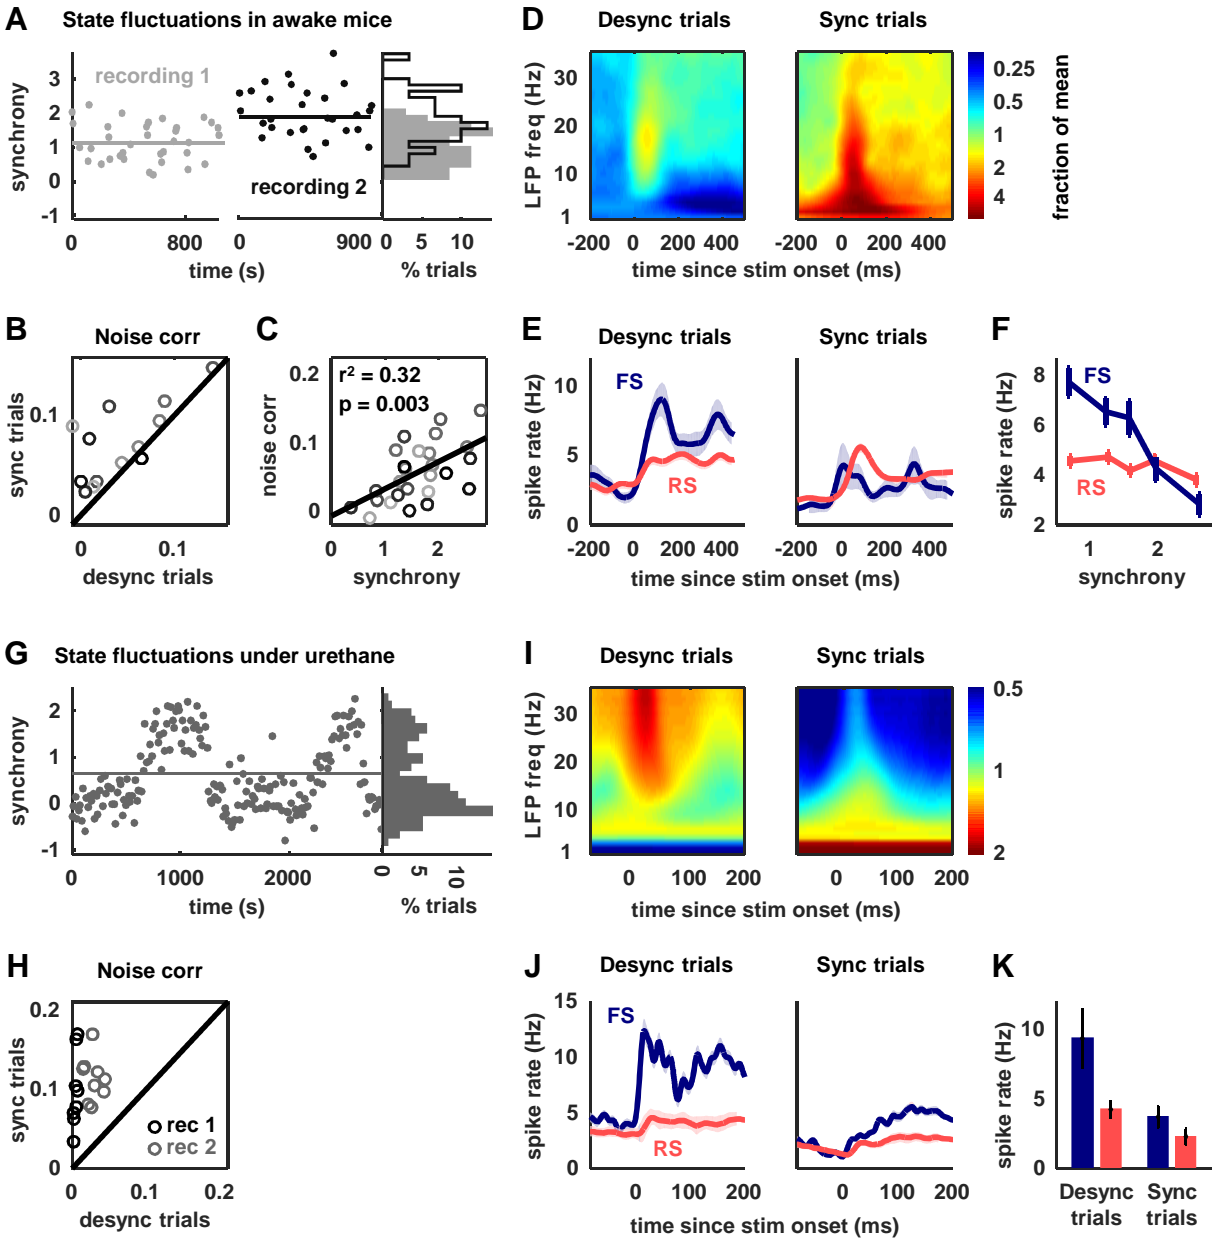 A State fluctuations in awake mice
synchrony
3
2
1
0
-1
recording 1
recording 2
0 800
0 900
0 5 10
time (s)
% trials
D Desync trials Sync trials
LFP freq (Hz)
30
20
10
1
-200 0 200 400
-200 0 200 400
time since stim onset (ms)
0.25
0.5
1
2
4
fraction of mean
B Noise corr
sync trials
0.1
0
0 0.1
desync trials
C
noise corr
0.2
0.1
0
r² = 0.32
p = 0.003
0 1 2
synchrony
E Desync trials Sync trials
spike rate (Hz)
10
5
0
FS
RS
-200 0 200 400
-200 0 200 400
time since stim onset (ms)
F
spike rate (Hz)
8
6
4
2
FS
RS
1 2
synchrony
G State fluctuations under urethane
synchrony
2
1
0
-1
0 1000 2000
0 5 10
time (s)
% trials
I Desync trials Sync trials
LFP freq (Hz)
30
20
10
1
0 100 200
0 100 200
time since stim onset (ms)
0.5
1
2
H Noise corr
sync trials
0.2
0.1
0
rec 1
rec 2
0 0.1 0.2
desync trials
J Desync trials Sync trials
spike rate (Hz)
15
10
5
0
FS
RS
0 100 200
0 100 200
time since stim onset (ms)
K
spike rate (Hz)
10
5
0
Desync Sync
trials trials